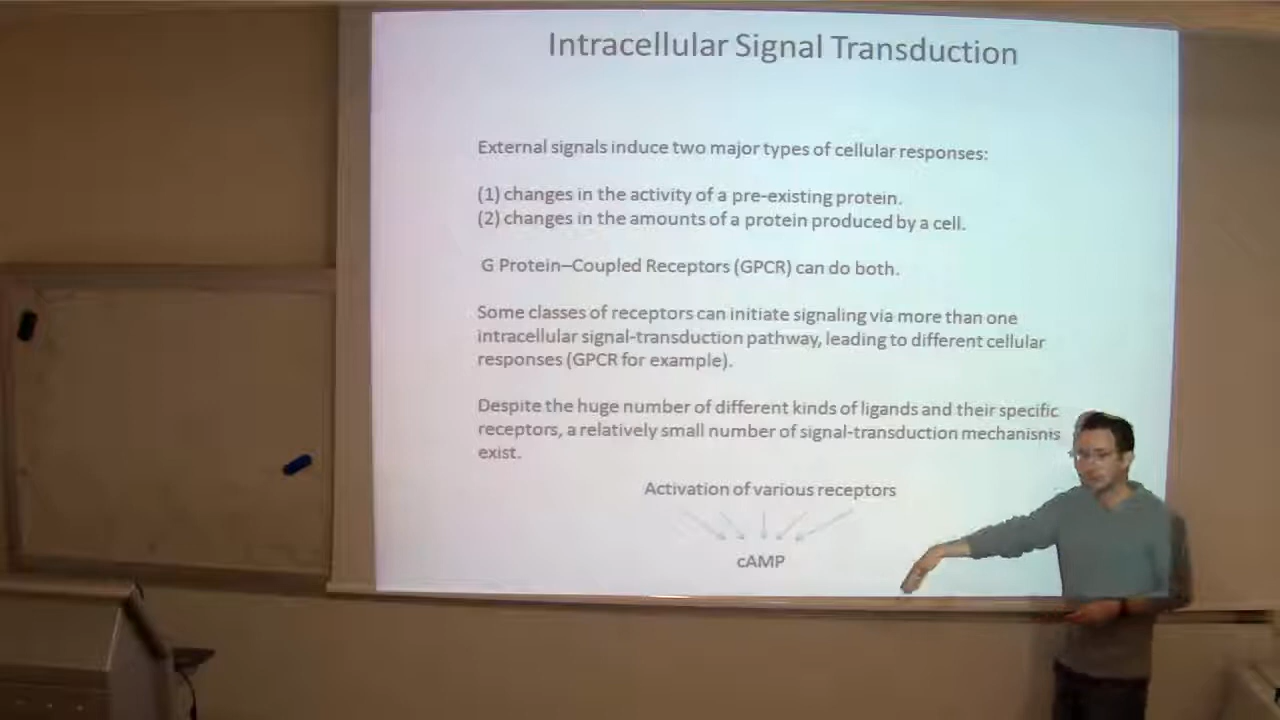 Intracellular Signal Transduction
External signals induce two major types of cellular responses:
(1) changes in the activity of a pre-existing protein.
(2) changes in the amounts of a protein produced by a cell.
G Protein–Coupled Receptors (GPCR) can do both.
Some classes of receptors can initiate signaling via more than one
intracellular signal-transduction pathway, leading to different cellular
responses (GPCR for example).
Despite the huge number of different kinds of ligands and their specific
receptors, a relatively small number of signal-transduction mechanisms
exist.
Activation of various receptors
cAMP